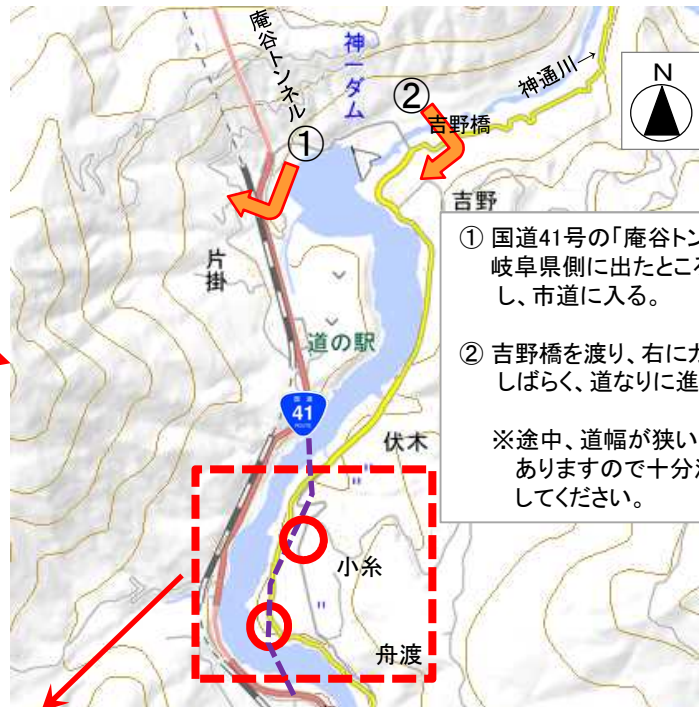 庵谷トンネル
神一ダム
神通川→
N
①
②
吉野橋
吉野
片掛
道の駅
国道
41
ROUTE
伏木
小糸
舟渡
① 国道41号の「庵谷トン
岐阜県側に出たところ
し、市道に入る。
② 吉野橋を渡り、右に
しばらく、道なりに進
※途中、道幅が狭い
ありますので十分
してください。